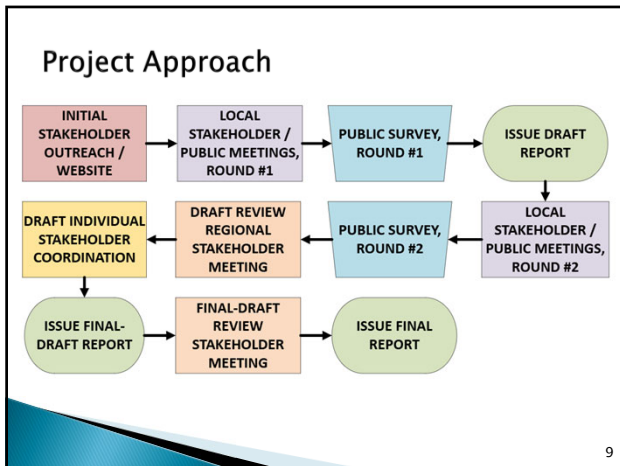 Project Approach
INITIAL
STAKEHOLDER
OUTREACH /
WEBSITE
LOCAL
STAKEHOLDER /
PUBLIC MEETINGS,
ROUND #1
PUBLIC SURVEY,
ROUND #1
ISSUE DRAFT
REPORT
LOCAL
STAKEHOLDER /
PUBLIC MEETINGS,
ROUND #2
PUBLIC SURVEY,
ROUND #2
DRAFT REVIEW
REGIONAL
STAKEHOLDER
MEETING
DRAFT INDIVIDUAL
STAKEHOLDER
COORDINATION
ISSUE FINAL-
DRAFT REPORT
FINAL-DRAFT
REVIEW
STAKEHOLDER
MEETING
ISSUE FINAL
REPORT
9